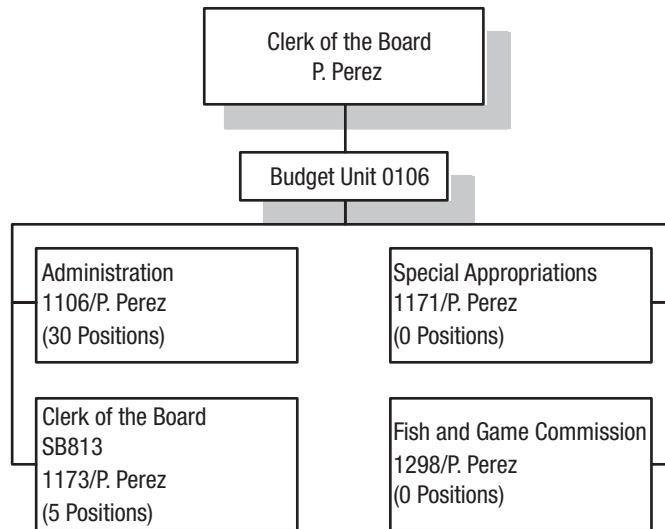 Clerk of the Board
P. Perez
Budget Unit 0106
Administration
1106/P. Perez
(30 Positions)
Special Appropriations
1171/P. Perez
(0 Positions)
Clerk of the Board
SB813
1173/P. Perez
(5 Positions)
Fish and Game Commission
1298/P. Perez
(0 Positions)